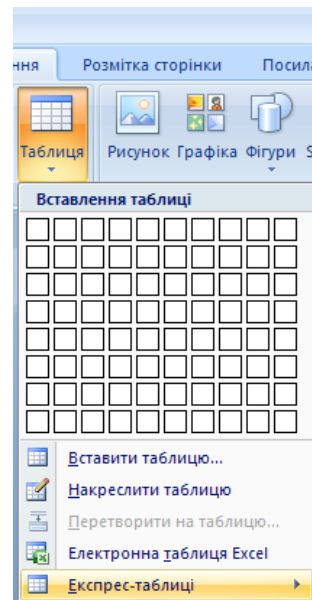 ння Розмітка сторінки Посил
Таблиця Рисунок Графіка Фігури S
Вставлення таблиці
Вставити таблицю...
Накреслити таблицю
Перетворити на таблицю...
Електронна таблиця Excel
Експрес-таблиці